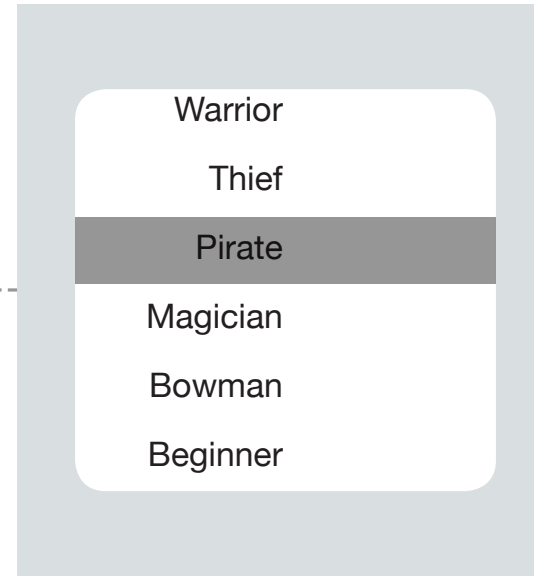 Warrior
Thief
Pirate
Magician
Bowman
Beginner